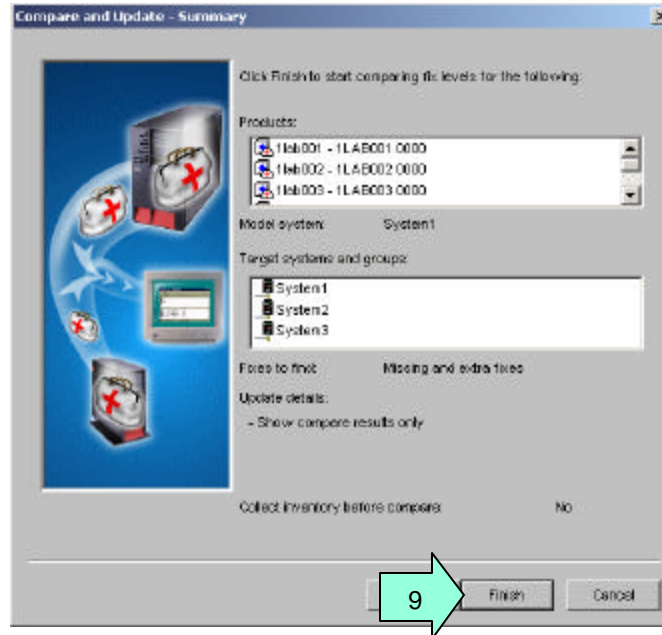 Compare and Update - Summary
Click Finish to start comparing fix levels for the following:
Products:
1lab001 - 1LAB001 0000
1lab002 - 1LAB002 0000
1lab003 - 1LAB003 0000
Model system: System1
Target systems and groups:
System1
System2
System3
Fixes to find: Missing and extra fixes
Update details:
- Show compare results only
Collect inventory before compare: No
9 Finish Cancel